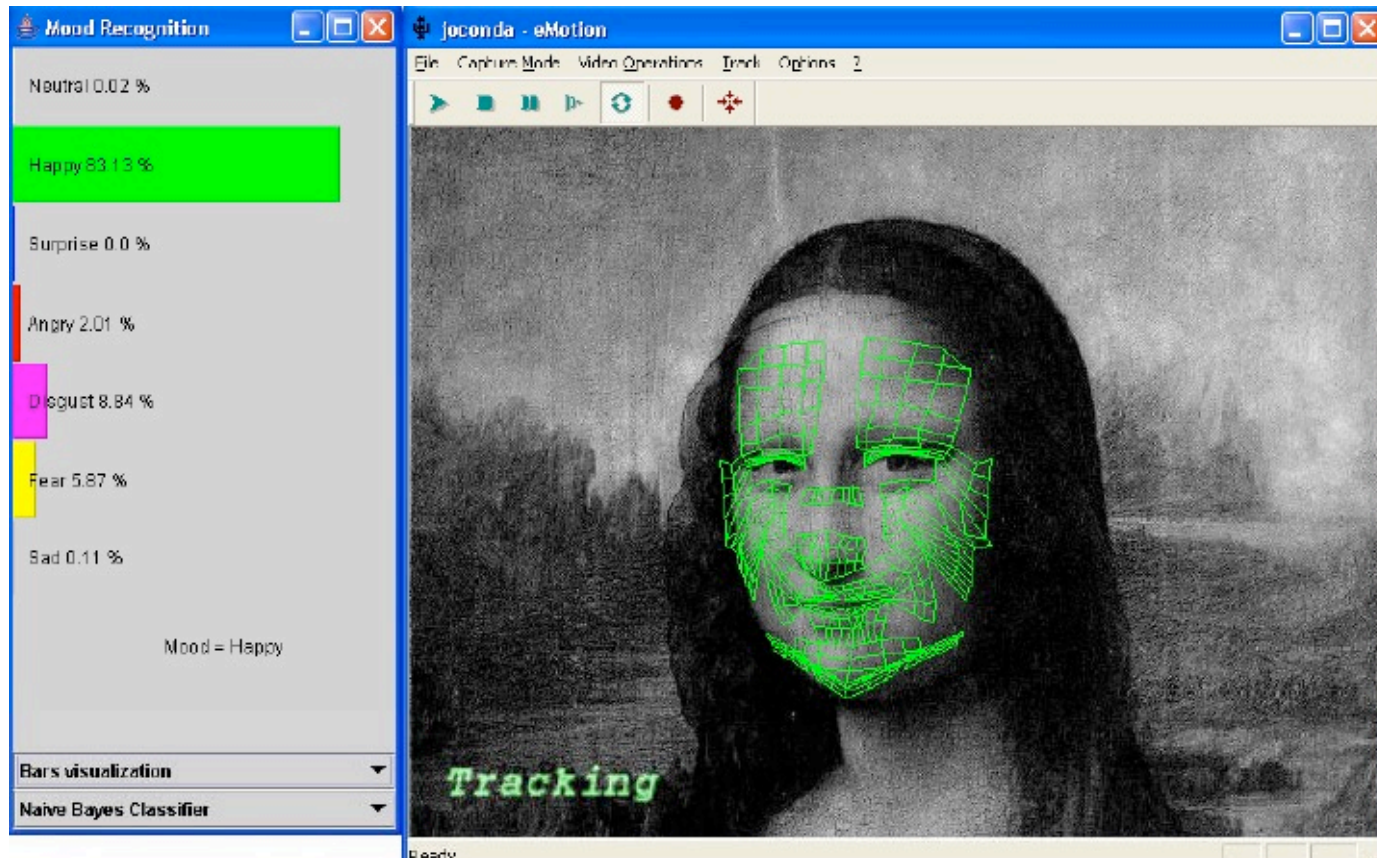 Mood Recognition
Neutral 0.02 %
Happy 83.13 %
Surprise 0.0 %
Angry 2.01 %
Disgust 8.84 %
Fear 5.87 %
Sad 0.11 %
Mood = Happy
Bars visualization
Naive Bayes Classifier
joconda - eMotion
File Capture Mode Video Operations Track Options ?
Tracking
Ready